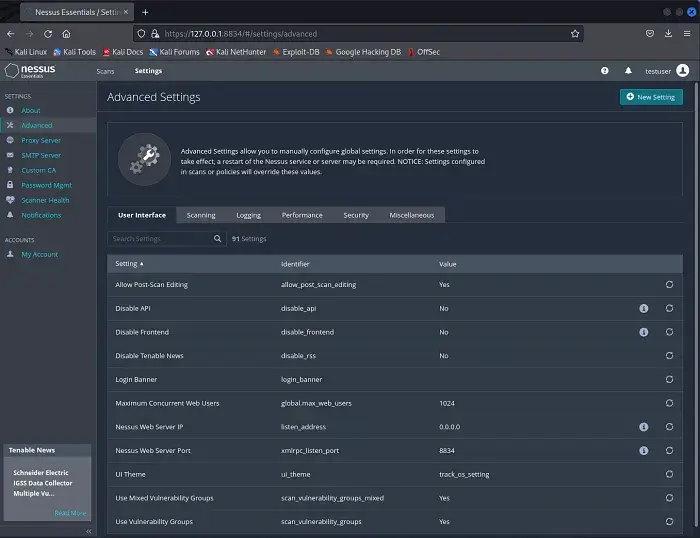 Nessus Essentials / Settin
https://127.0.0.1:8834/#/settings/advanced
Kali Linux Kali Tools Kali Docs Kali Forums Kali NetHunter Exploit-DB Google Hacking DB OffSec
nessus Essentials Scans Settings testuser
SETTINGS
About
Advanced
Proxy Server
SMTP Server
Custom CA
Password Mgmt
Scanner Health
Notifications
ACCOUNTS
My Account
Tenable News
Schneider Electric
IGSS Data Collector
Multiple Vu...
Read More
Advanced Settings
New Setting
Advanced Settings allow you to manually configure global settings. In order for these settings to
take effect, a restart of the Nessus service or server may be required. NOTICE: Settings configured
in scans or policies will override these values.
User Interface Scanning Logging Performance Security Miscellaneous
Search Settings 91 Settings
Setting Identifier Value
Allow Post-Scan Editing allow_post_scan_editing Yes
Disable API disable_api No
Disable Frontend disable_frontend No
Disable Tenable News disable_rss No
Login Banner login_banner
Maximum Concurrent Web Users global.max_web_users 1024
Nessus Web Server IP listen_address 0.0.0.0
Nessus Web Server Port xmlrpc_listen_port 8834
UI Theme ui_theme track_os_setting
Use Mixed Vulnerability Groups scan_vulnerability_groups_mixed Yes
Use Vulnerability Groups scan_vulnerability_groups Yes